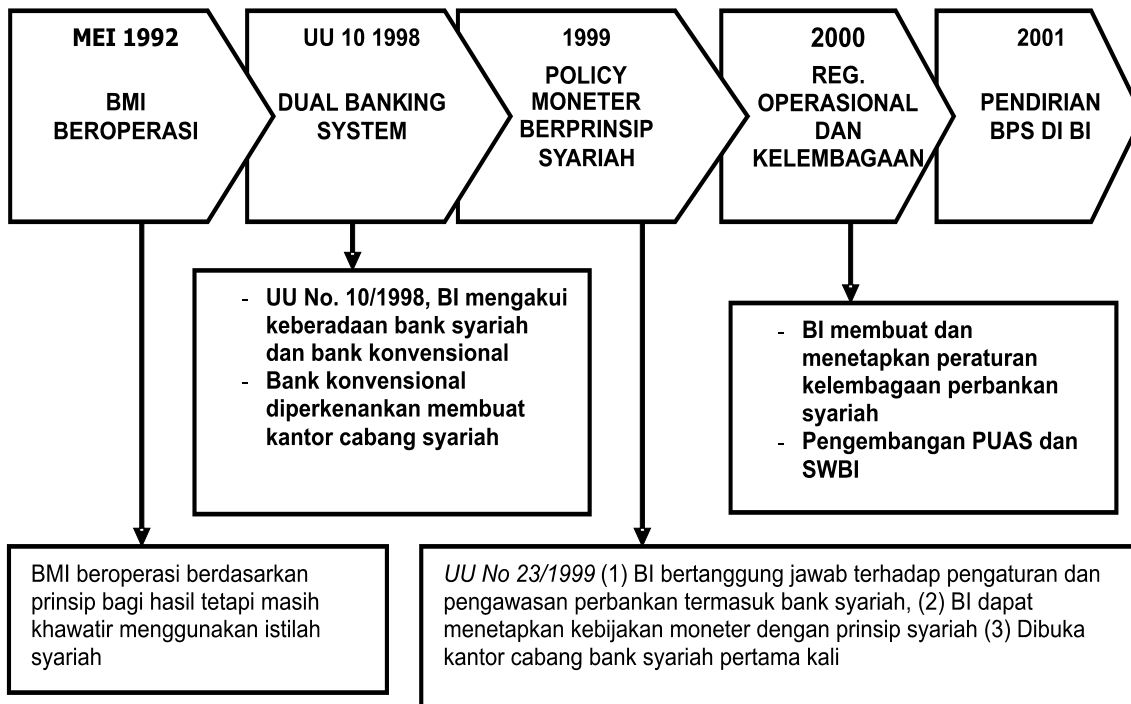 MEI 1992
BMI
BEROPERASI
UU 10 1998
DUAL BANKING
SYSTEM
1999
POLICY
MONETER
BERPRINSIP
SYARIAH
2000
REG.
OPERASIONAL
DAN
KELEMBAGAAN
2001
PENDIRIAN
BPS DI BI
- UU No. 10/1998, BI mengakui
keberadaan bank syariah
dan bank konvensional
- Bank konvensional
diperkenankan membuat
kantor cabang syariah
- BI membuat dan
menetapkan peraturan
kelembagaan perbankan
syariah
- Pengembangan PUAS dan
SWBI
BMI beroperasi berdasarkan
prinsip bagi hasil tetapi masih
khawatir menggunakan istilah
syariah
UU No 23/1999 (1) BI bertanggung jawab terhadap pengaturan dan
pengawasan perbankan termasuk bank syariah, (2) BI dapat
menetapkan kebijakan moneter dengan prinsip syariah (3) Dibuka
kantor cabang bank syariah pertama kali